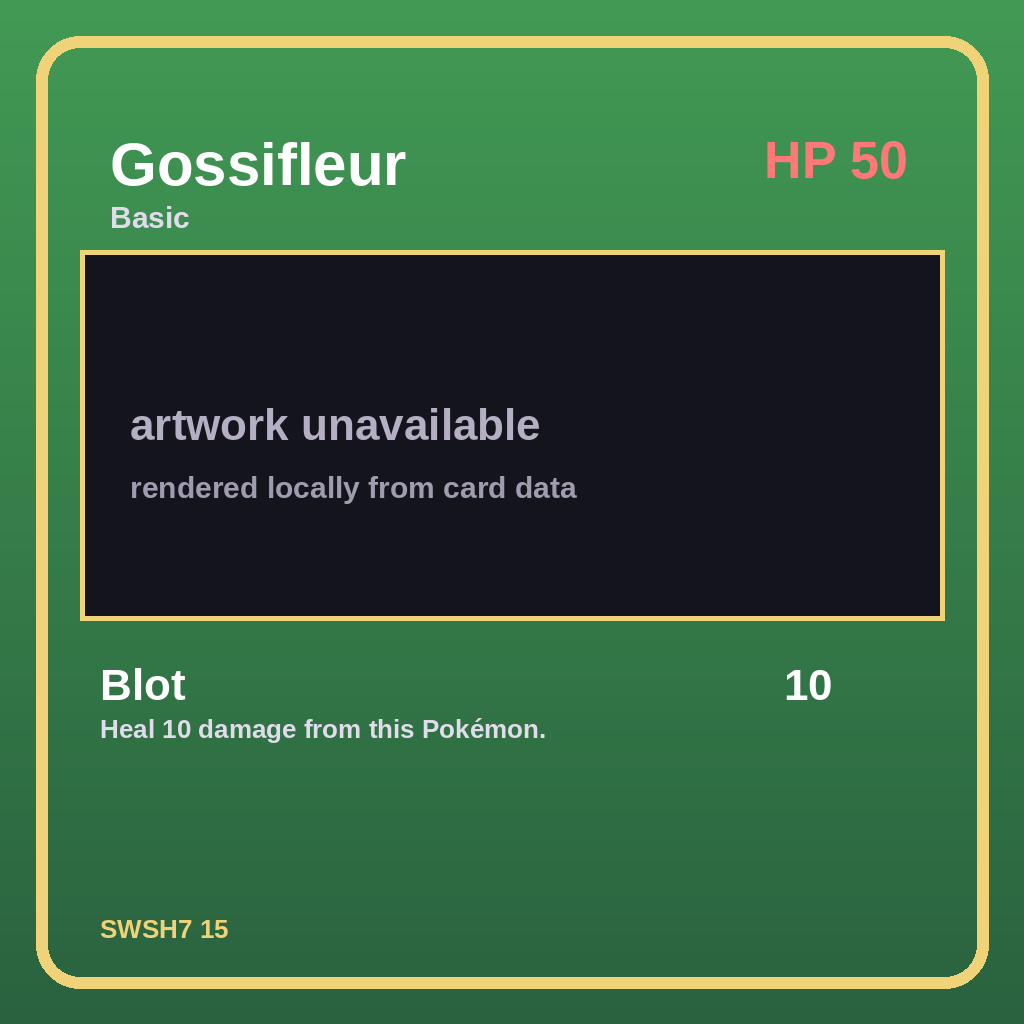 Gossifleur
HP 50
Basic
artwork unavailable
rendered locally from card data
Blot
10
Heal 10 damage from this Pokémon.
SWSH7 15